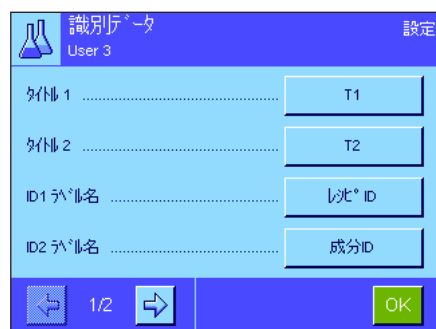 識別ﾃﾞｰﾀ
設定
User 3
ﾀｲﾄﾙ 1 ........................................ T1
ﾀｲﾄﾙ 2 ........................................ T2
ID1 ﾗﾍﾞﾙ名 .................................. ﾚｼﾋﾟ ID
ID2 ﾗﾍﾞﾙ名 .................................. 成分ID
1/2
OK